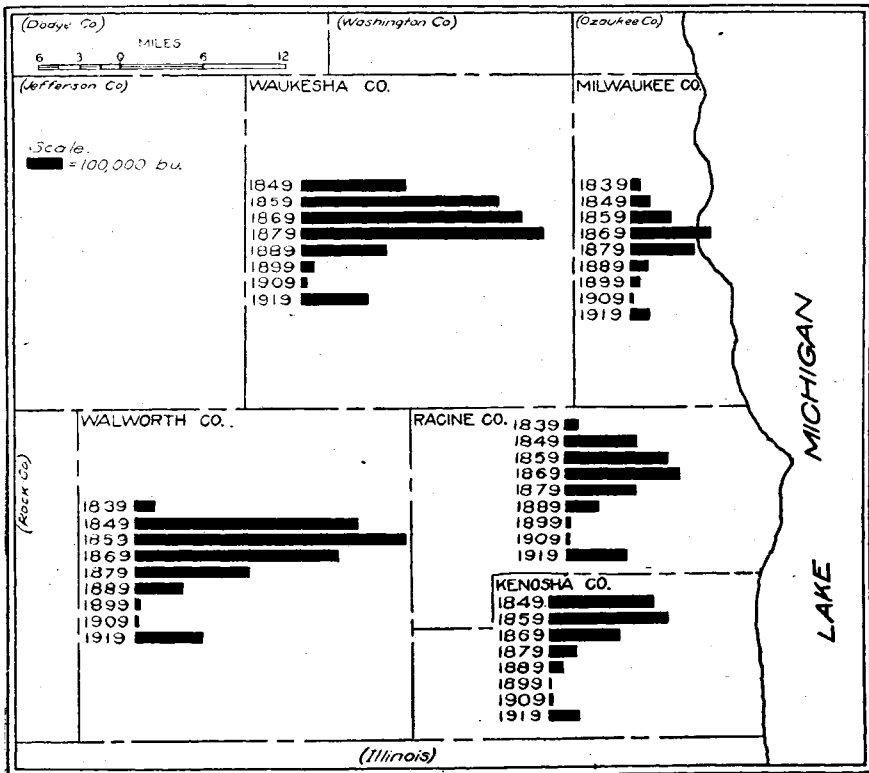 (Dodge Co)
(Washington Co)
(Ozaukee Co)
MILES
6 3 0 6 12
(Jefferson Co)
WAUKESHA CO.
MILWAUKEE CO.
Scale.
= 100,000 bu.
1849
1859
1869
1879
1889
1899
1909
1919
1839
1849
1859
1869
1879
1889
1899
1909
1919
LAKE MICHIGAN
(Rock Co)
WALWORTH CO.
1839
1849
1859
1869
1879
1889
1899
1909
1919
RACINE CO.
1839
1849
1859
1869
1879
1889
1899
1909
1919
KENOSHA CO.
1849
1859
1869
1879
1889
1899
1909
1919
(Illinois)